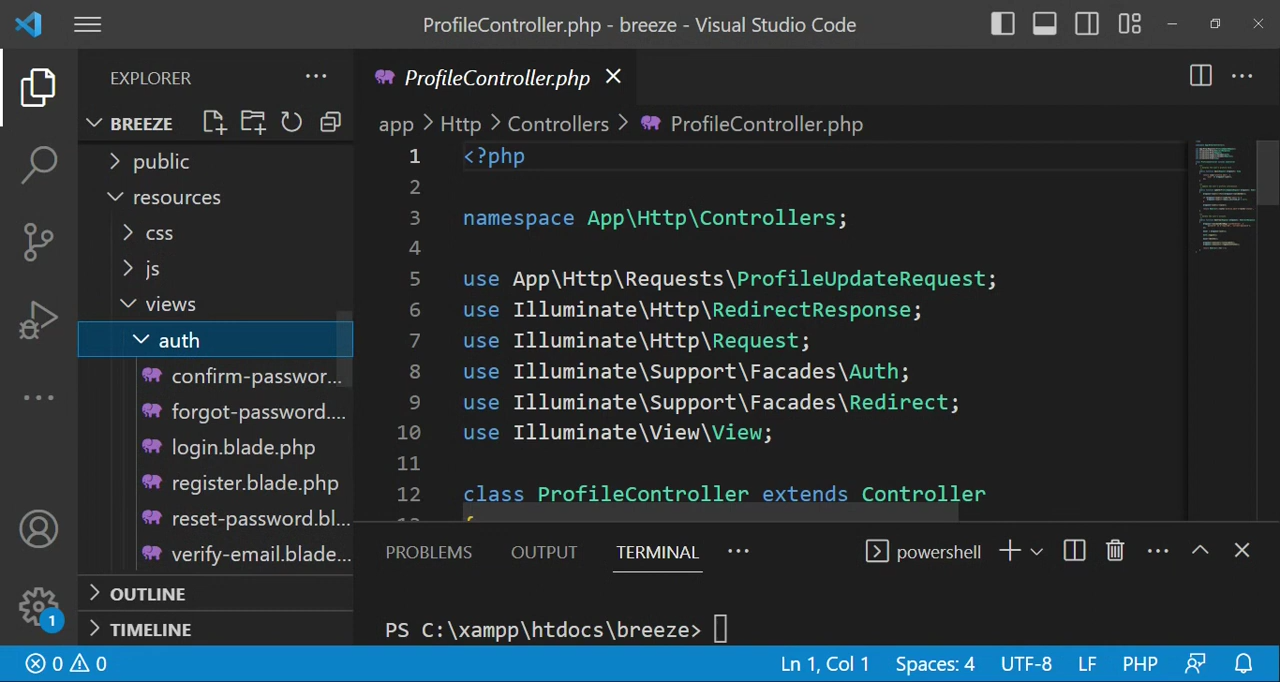 ProfileController.php - breeze - Visual Studio Code
EXPLORER
BREEZE
public
resources
css
js
views
auth
confirm-passwor...
forgot-password....
login.blade.php
register.blade.php
reset-password.bl...
verify-email.blade...
OUTLINE
TIMELINE
1
ProfileController.php
app > Http > Controllers > ProfileController.php
1 <?php
2
3 namespace App\Http\Controllers;
4
5 use App\Http\Requests\ProfileUpdateRequest;
6 use Illuminate\Http\RedirectResponse;
7 use Illuminate\Http\Request;
8 use Illuminate\Support\Facades\Auth;
9 use Illuminate\Support\Facades\Redirect;
10 use Illuminate\View\View;
11
12 class ProfileController extends Controller
PROBLEMS OUTPUT TERMINAL ... powershell
PS C:\xampp\htdocs\breeze>
0 0 Ln 1, Col 1 Spaces: 4 UTF-8 LF PHP